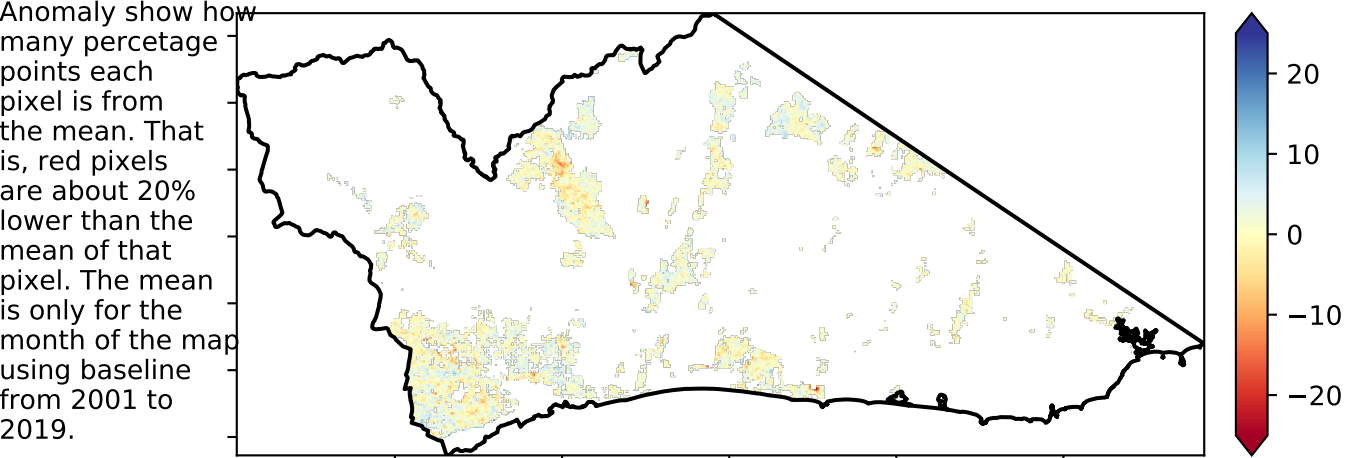 Anomaly show how
many percetage
points each
pixel is from
the mean. That
is, red pixels
are about 20%
lower than the
mean of that
pixel. The mean
is only for the
month of the map
using baseline
from 2001 to
2019.
20
10
0
−10
−20